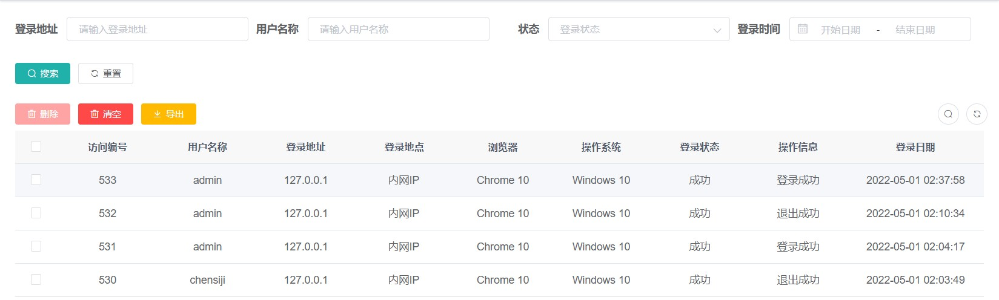 登录地址 请输入登录地址 用户名称 请输入用户名称 状态 登录状态 登录时间 开始日期 - 结束日期
搜索 重置
删除 清空 导出
访问编号 用户名称 登录地址 登录地点 浏览器 操作系统 登录状态 操作信息 登录日期
533 admin 127.0.0.1 内网IP Chrome 10 Windows 10 成功 登录成功 2022-05-01 02:37:58
532 admin 127.0.0.1 内网IP Chrome 10 Windows 10 成功 退出成功 2022-05-01 02:10:34
531 admin 127.0.0.1 内网IP Chrome 10 Windows 10 成功 登录成功 2022-05-01 02:04:17
530 chensiji 127.0.0.1 内网IP Chrome 10 Windows 10 成功 退出成功 2022-05-01 02:03:49